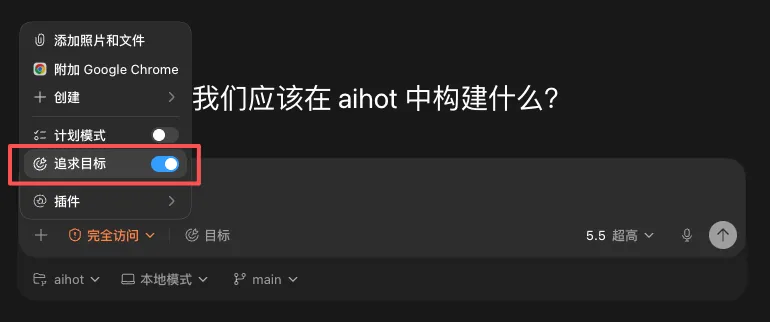 添加照片和文件
附加 Google Chrome
创建
我们应该在 aihot 中构建什么?
计划模式
追求目标
插件
完全访问 目标 5.5 超高
aihot 本地模式 main